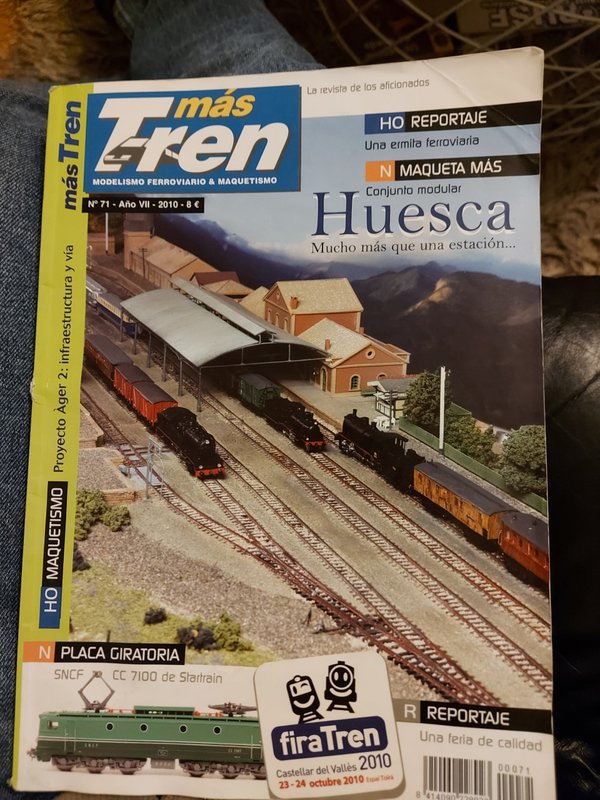 La revista de los aficionados
más
Tren
MODELISMO FERROVIARIO & MAQUETISMO
Nº 71 - Año VII - 2010 - 8 €
más Tren
HO REPORTAJE
Una ermita ferroviaria
N MAQUETA MÁS
Conjunto modular
Huesca
Mucho más que una estación...
HO MAQUETISMO Proyecto Àger 2: infraestructura y vía
N PLACA GIRATORIA
SNCF CC 7100 de Startrain
firaTren
2010
Castellar del Vallès
23 - 24 octubre 2010 Espai Tolrà
R REPORTAJE
Una feria de calidad
00071